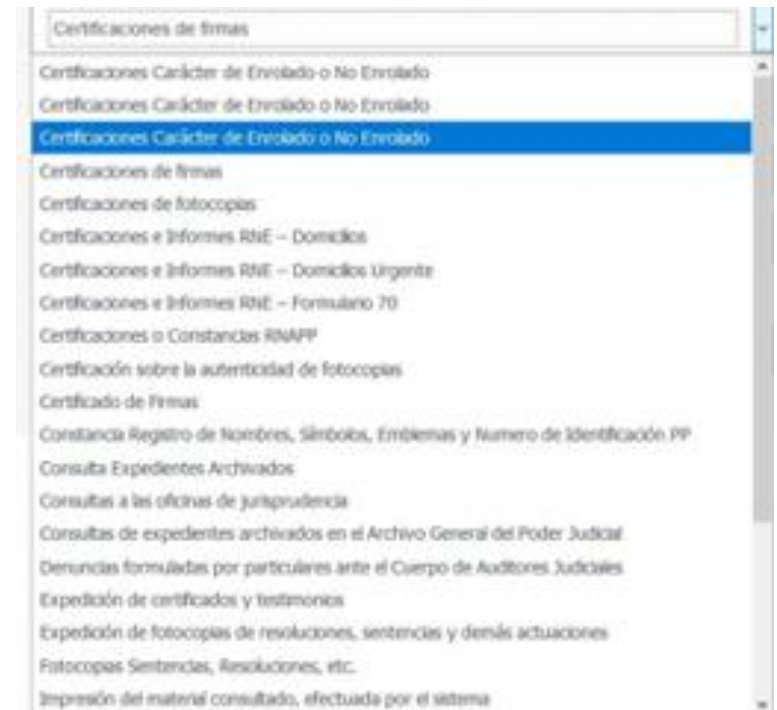 Certificaciones de firmas
Certificaciones Carácter de Enrolado o No Enrolado
Certificaciones Carácter de Enrolado o No Enrolado
Certificaciones Carácter de Enrolado o No Enrolado
Certificaciones de firmas
Certificaciones de fotocopias
Certificaciones e Informes RNE – Domicilios
Certificaciones e Informes RNE – Domicilios Urgente
Certificaciones e Informes RNE – Formulario 70
Certificaciones o Constancias RNAPP
Certificación sobre la autenticidad de fotocopias
Certificado de Firmas
Constancia Registro de Nombres, Símbolos, Emblemas y Numero de Identificación PP
Consulta Expedientes Archivados
Consultas a las oficinas de jurisprudencia
Consultas de expedientes archivados en el Archivo General del Poder Judicial
Denuncias formuladas por particulares ante el Cuerpo de Auditores Judiciales
Expedición de certificados y testimonios
Expedición de fotocopias de resoluciones, sentencias y demás actuaciones
Fotocopias Sentencias, Resoluciones, etc.
Impresión del material consultado, efectuada por el sistema